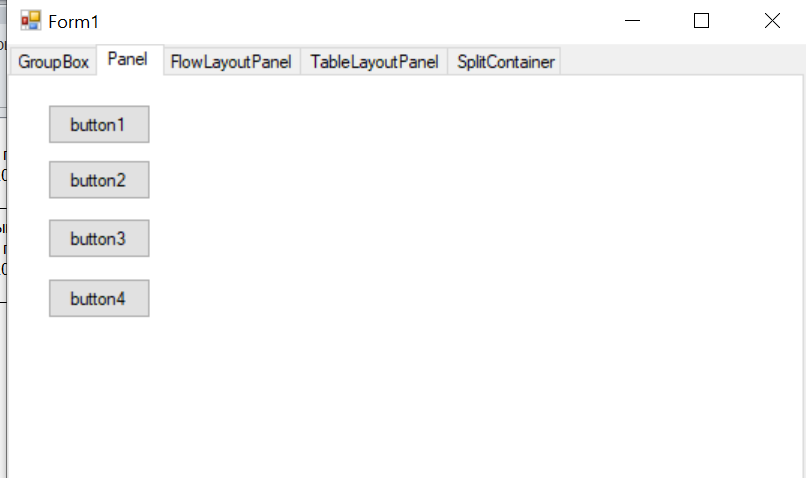 Form1
GroupBox Panel FlowLayoutPanel TableLayoutPanel SplitContainer
button1
button2
button3
button4